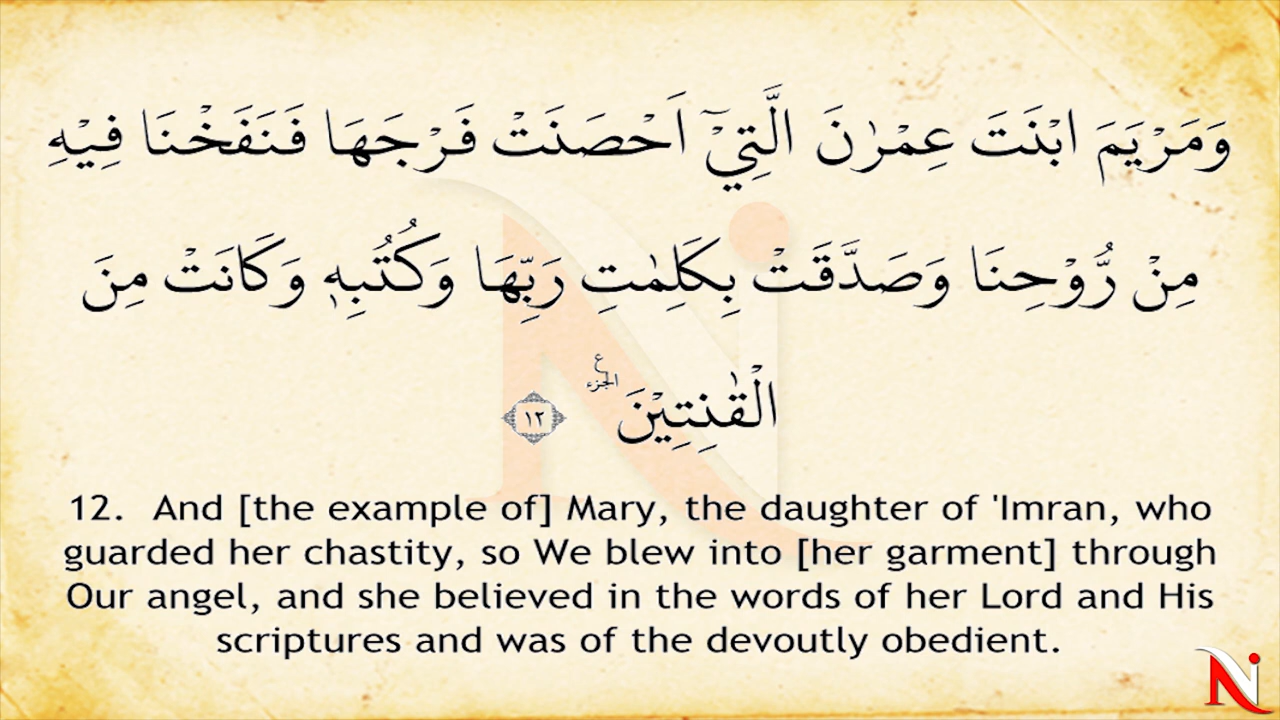 وَمَرْيَمَ ابْنَتَ عِمْرٰنَ الَّتِيْٓ اَحْصَنَتْ فَرْجَهَا فَنَفَخْنَا فِيْهِ
مِنْ رُّوْحِنَا وَصَدَّقَتْ بِكَلِمٰتِ رَبِّهَا وَكُتُبِهٖ وَكَانَتْ مِنَ
الْقٰنِتِيْنَ ع الجزء ١٢
12. And [the example of] Mary, the daughter of 'Imran, who
guarded her chastity, so We blew into [her garment] through
Our angel, and she believed in the words of her Lord and His
scriptures and was of the devoutly obedient.